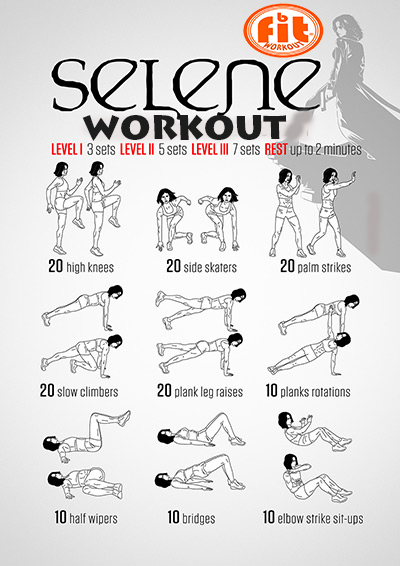 b
fit
WORKOUT
SELENE
WORKOUT
LEVEL I 3 sets LEVEL II 5 sets LEVEL III 7 sets REST up to 2 minutes
20 high knees
20 side skaters
20 palm strikes
20 slow climbers
20 plank leg raises
10 planks rotations
10 half wipers
10 bridges
10 elbow strike sit-ups